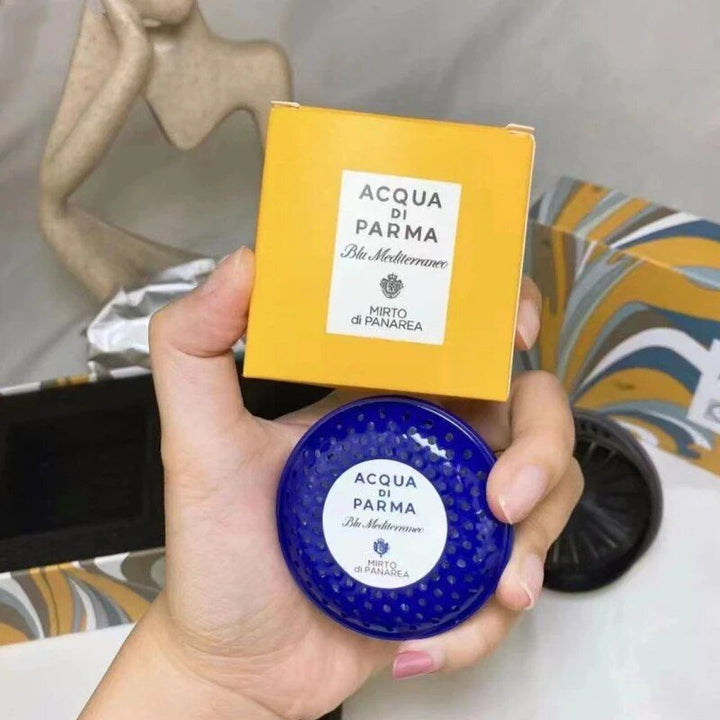 ACQUA
DI
PARMA
Blu Mediterraneo
MIRTO
di PANAREA
ACQUA
DI
PARMA
Blu Mediterraneo
MIRTO
di PANAREA